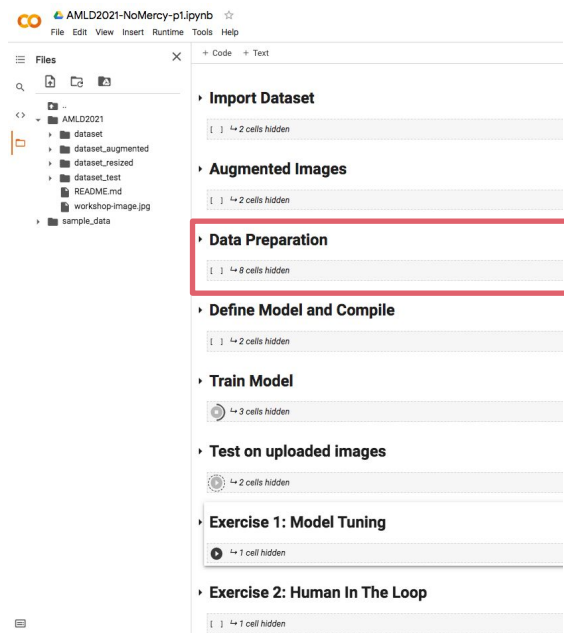 AMLD2021-NoMercy-p1.ipynb
File Edit View Insert Runtime Tools Help
Files
+ Code + Text
..
AMLD2021
dataset
dataset_augmented
dataset_resized
dataset_test
README.md
workshop-image.jpg
sample_data
Import Dataset
[ ] ↳ 2 cells hidden
Augmented Images
[ ] ↳ 2 cells hidden
Data Preparation
[ ] ↳ 8 cells hidden
Define Model and Compile
[ ] ↳ 2 cells hidden
Train Model
↳ 3 cells hidden
Test on uploaded images
↳ 2 cells hidden
Exercise 1: Model Tuning
↳ 1 cell hidden
Exercise 2: Human In The Loop
[ ] ↳ 1 cell hidden